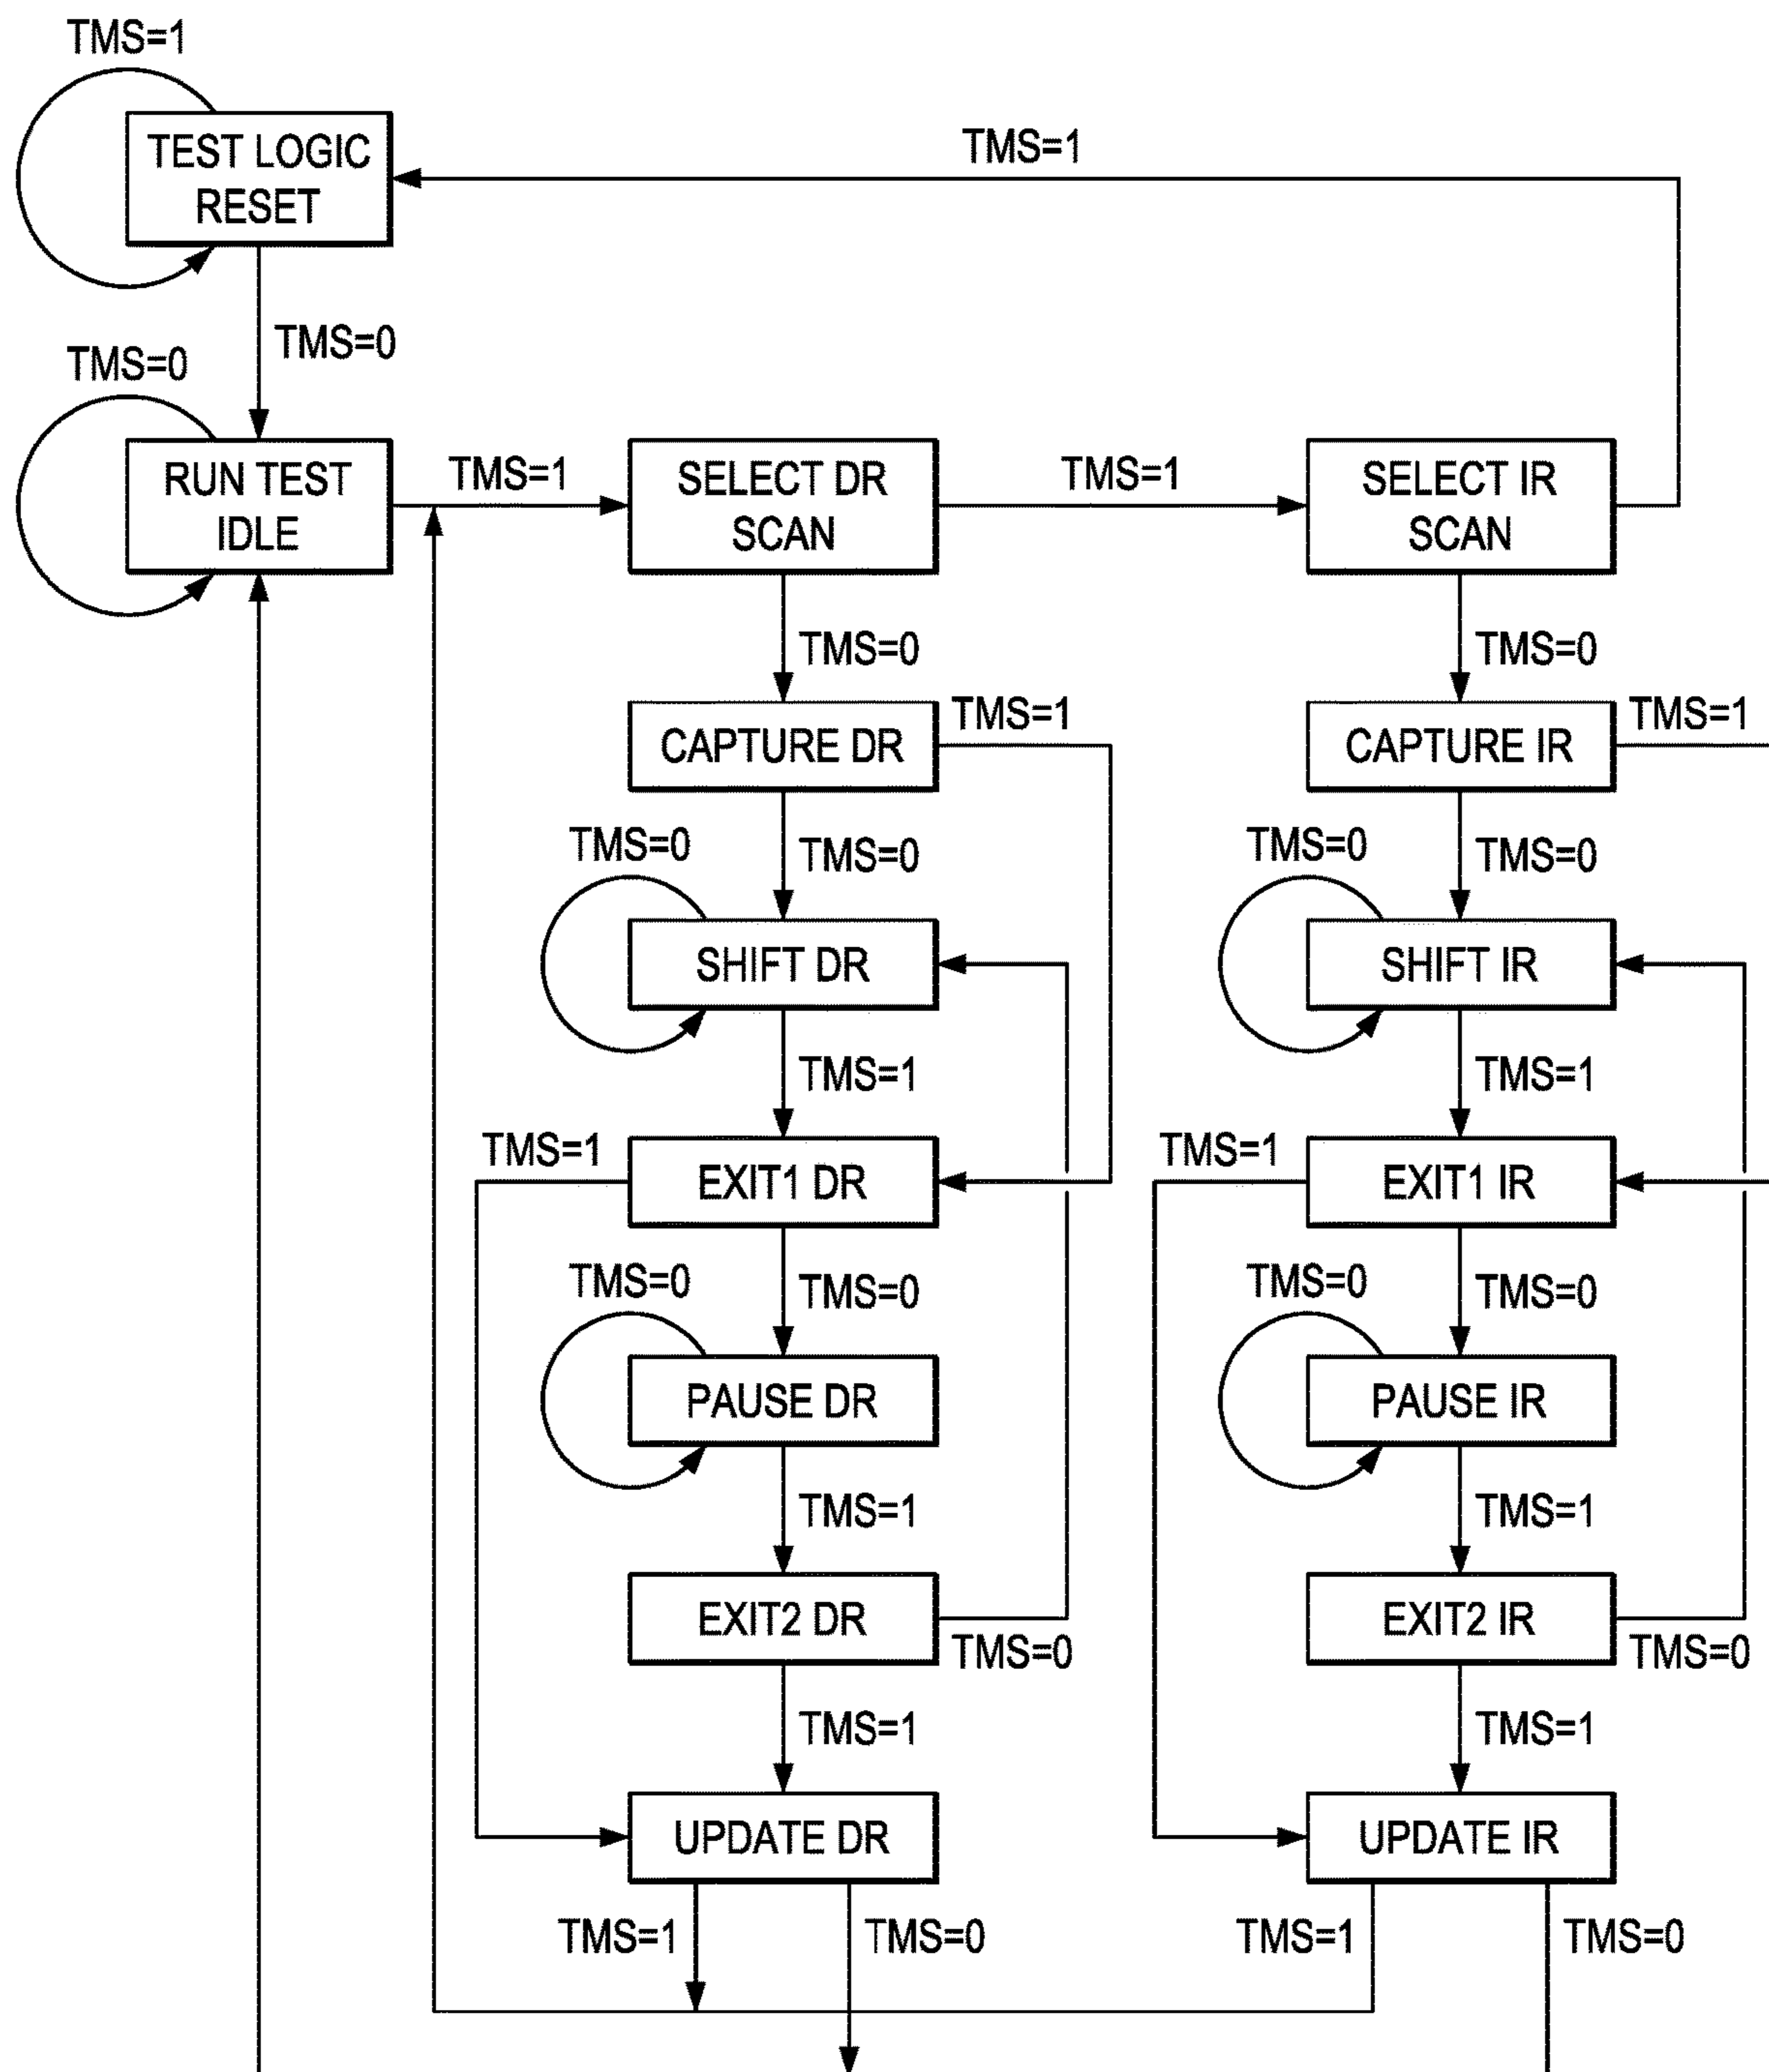 TMS=1
TEST LOGIC
RESET
TMS=1
TMS=0
TMS=0
RUN TEST
IDLE
TMS=1
SELECT DR
SCAN
TMS=1
SELECT IR
SCAN
TMS=0
TMS=0
CAPTURE DR
TMS=1
CAPTURE IR
TMS=1
TMS=0
TMS=0
TMS=0
TMS=0
SHIFT DR
SHIFT IR
TMS=1
TMS=1
TMS=1
EXIT1 DR
TMS=1
EXIT1 IR
TMS=0
TMS=0
TMS=0
TMS=0
PAUSE DR
PAUSE IR
TMS=1
TMS=1
EXIT2 DR
TMS=0
EXIT2 IR
TMS=0
TMS=1
TMS=1
UPDATE DR
UPDATE IR
TMS=1
TMS=0
TMS=1
TMS=0